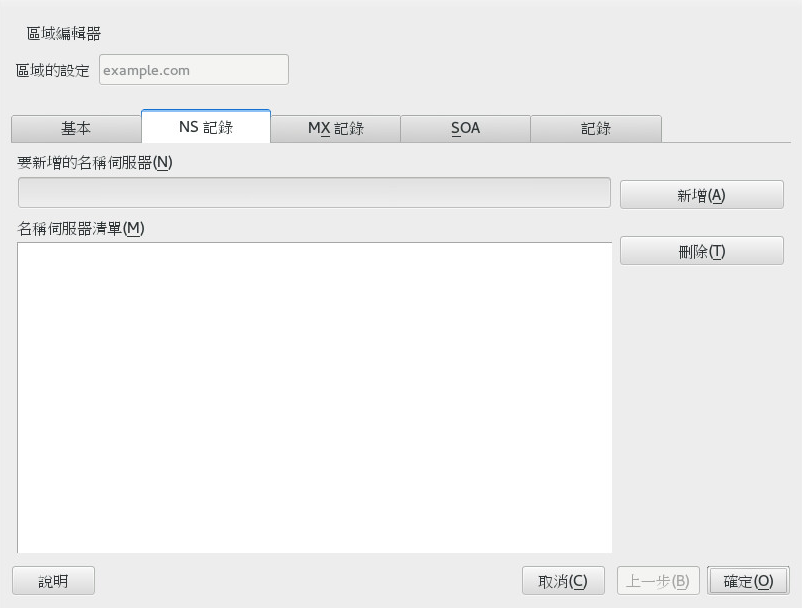 區域編輯器
區域的設定 example.com
基本 NS 記錄 MX 記錄 SOA 記錄
要新增的名稱伺服器(N)
新增(A)
名稱伺服器清單(M)
刪除(T)
說明 取消(C) 上一步(B) 確定(O)